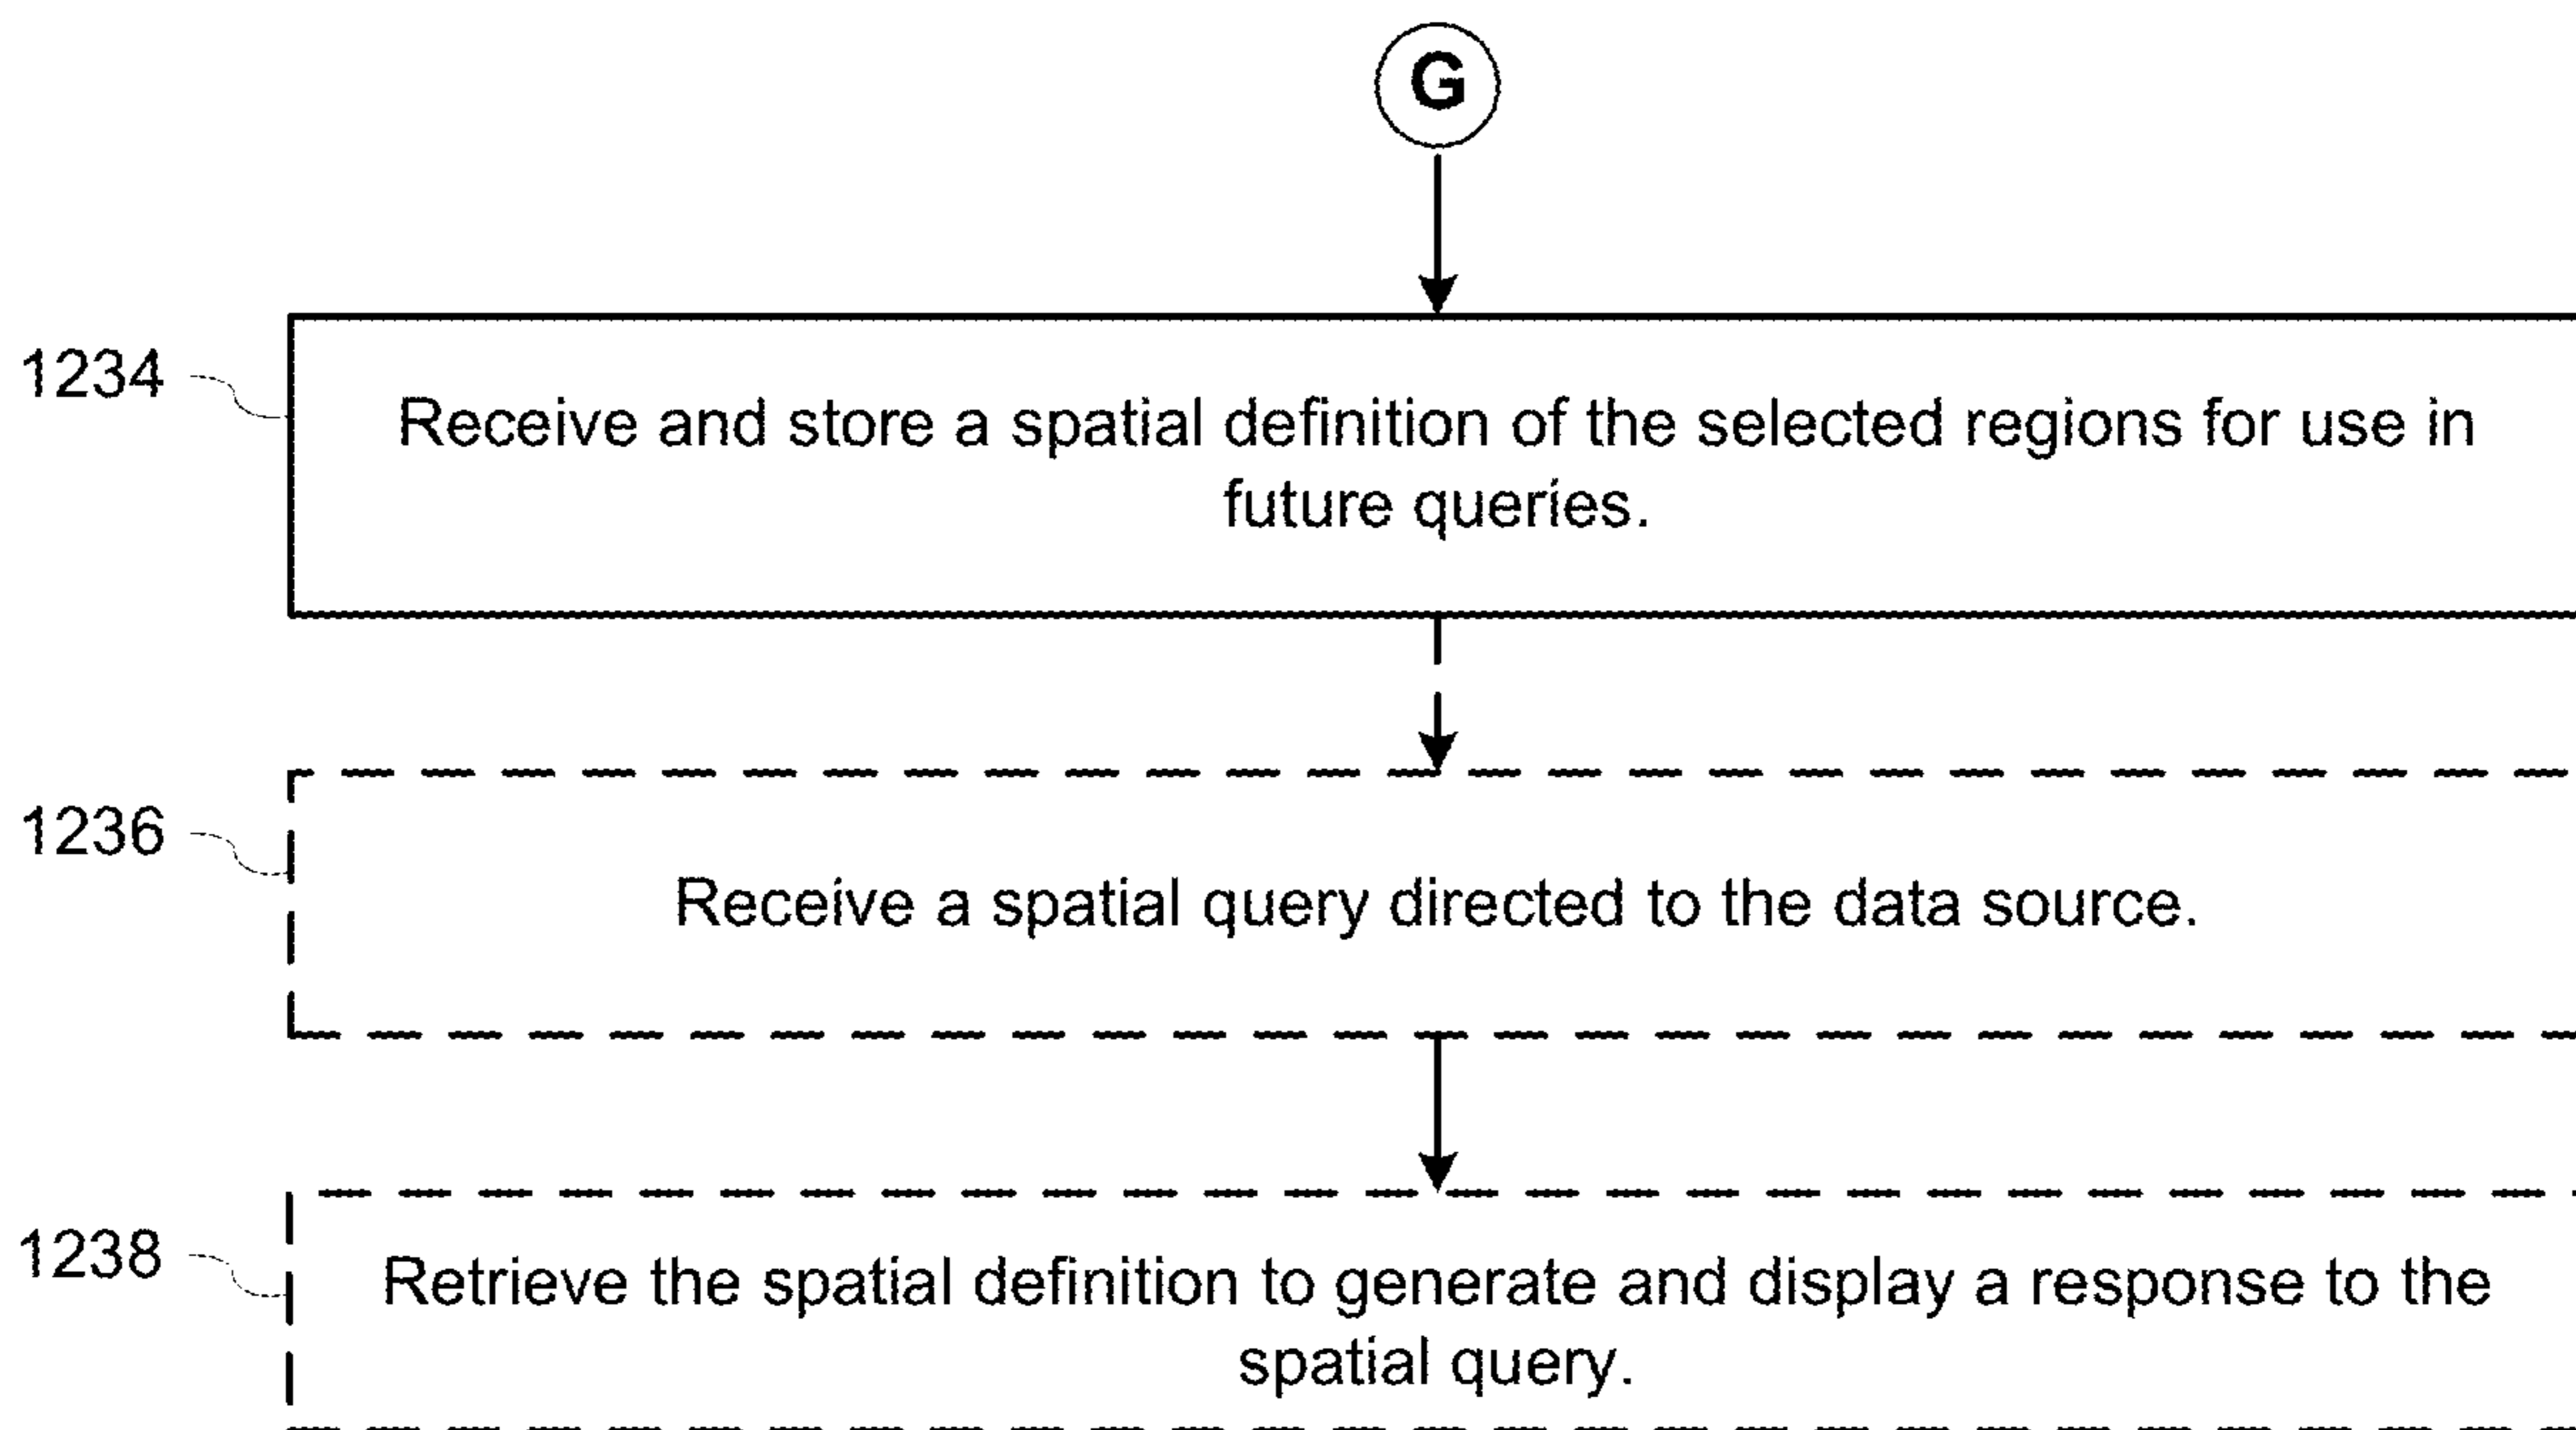 G
1234
Receive and store a spatial definition of the selected regions for use in
future queries.
1236
Receive a spatial query directed to the data source.
1238
Retrieve the spatial definition to generate and display a response to the
spatial query.